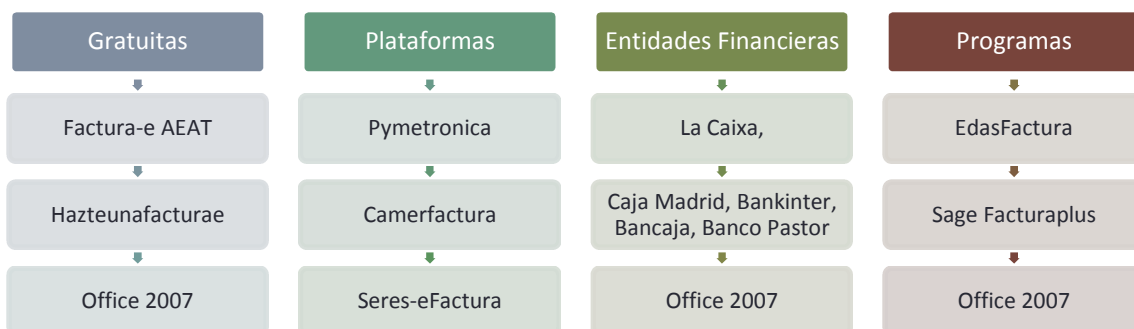 Gratuitas
Factura-e AEAT
Hazteunafacturae
Office 2007
Plataformas
Pymetronica
Camerfactura
Seres-eFactura
Entidades Financieras
La Caixa,
Caja Madrid, Bankinter,
Bancaja, Banco Pastor
Office 2007
Programas
EdasFactura
Sage Facturaplus
Office 2007